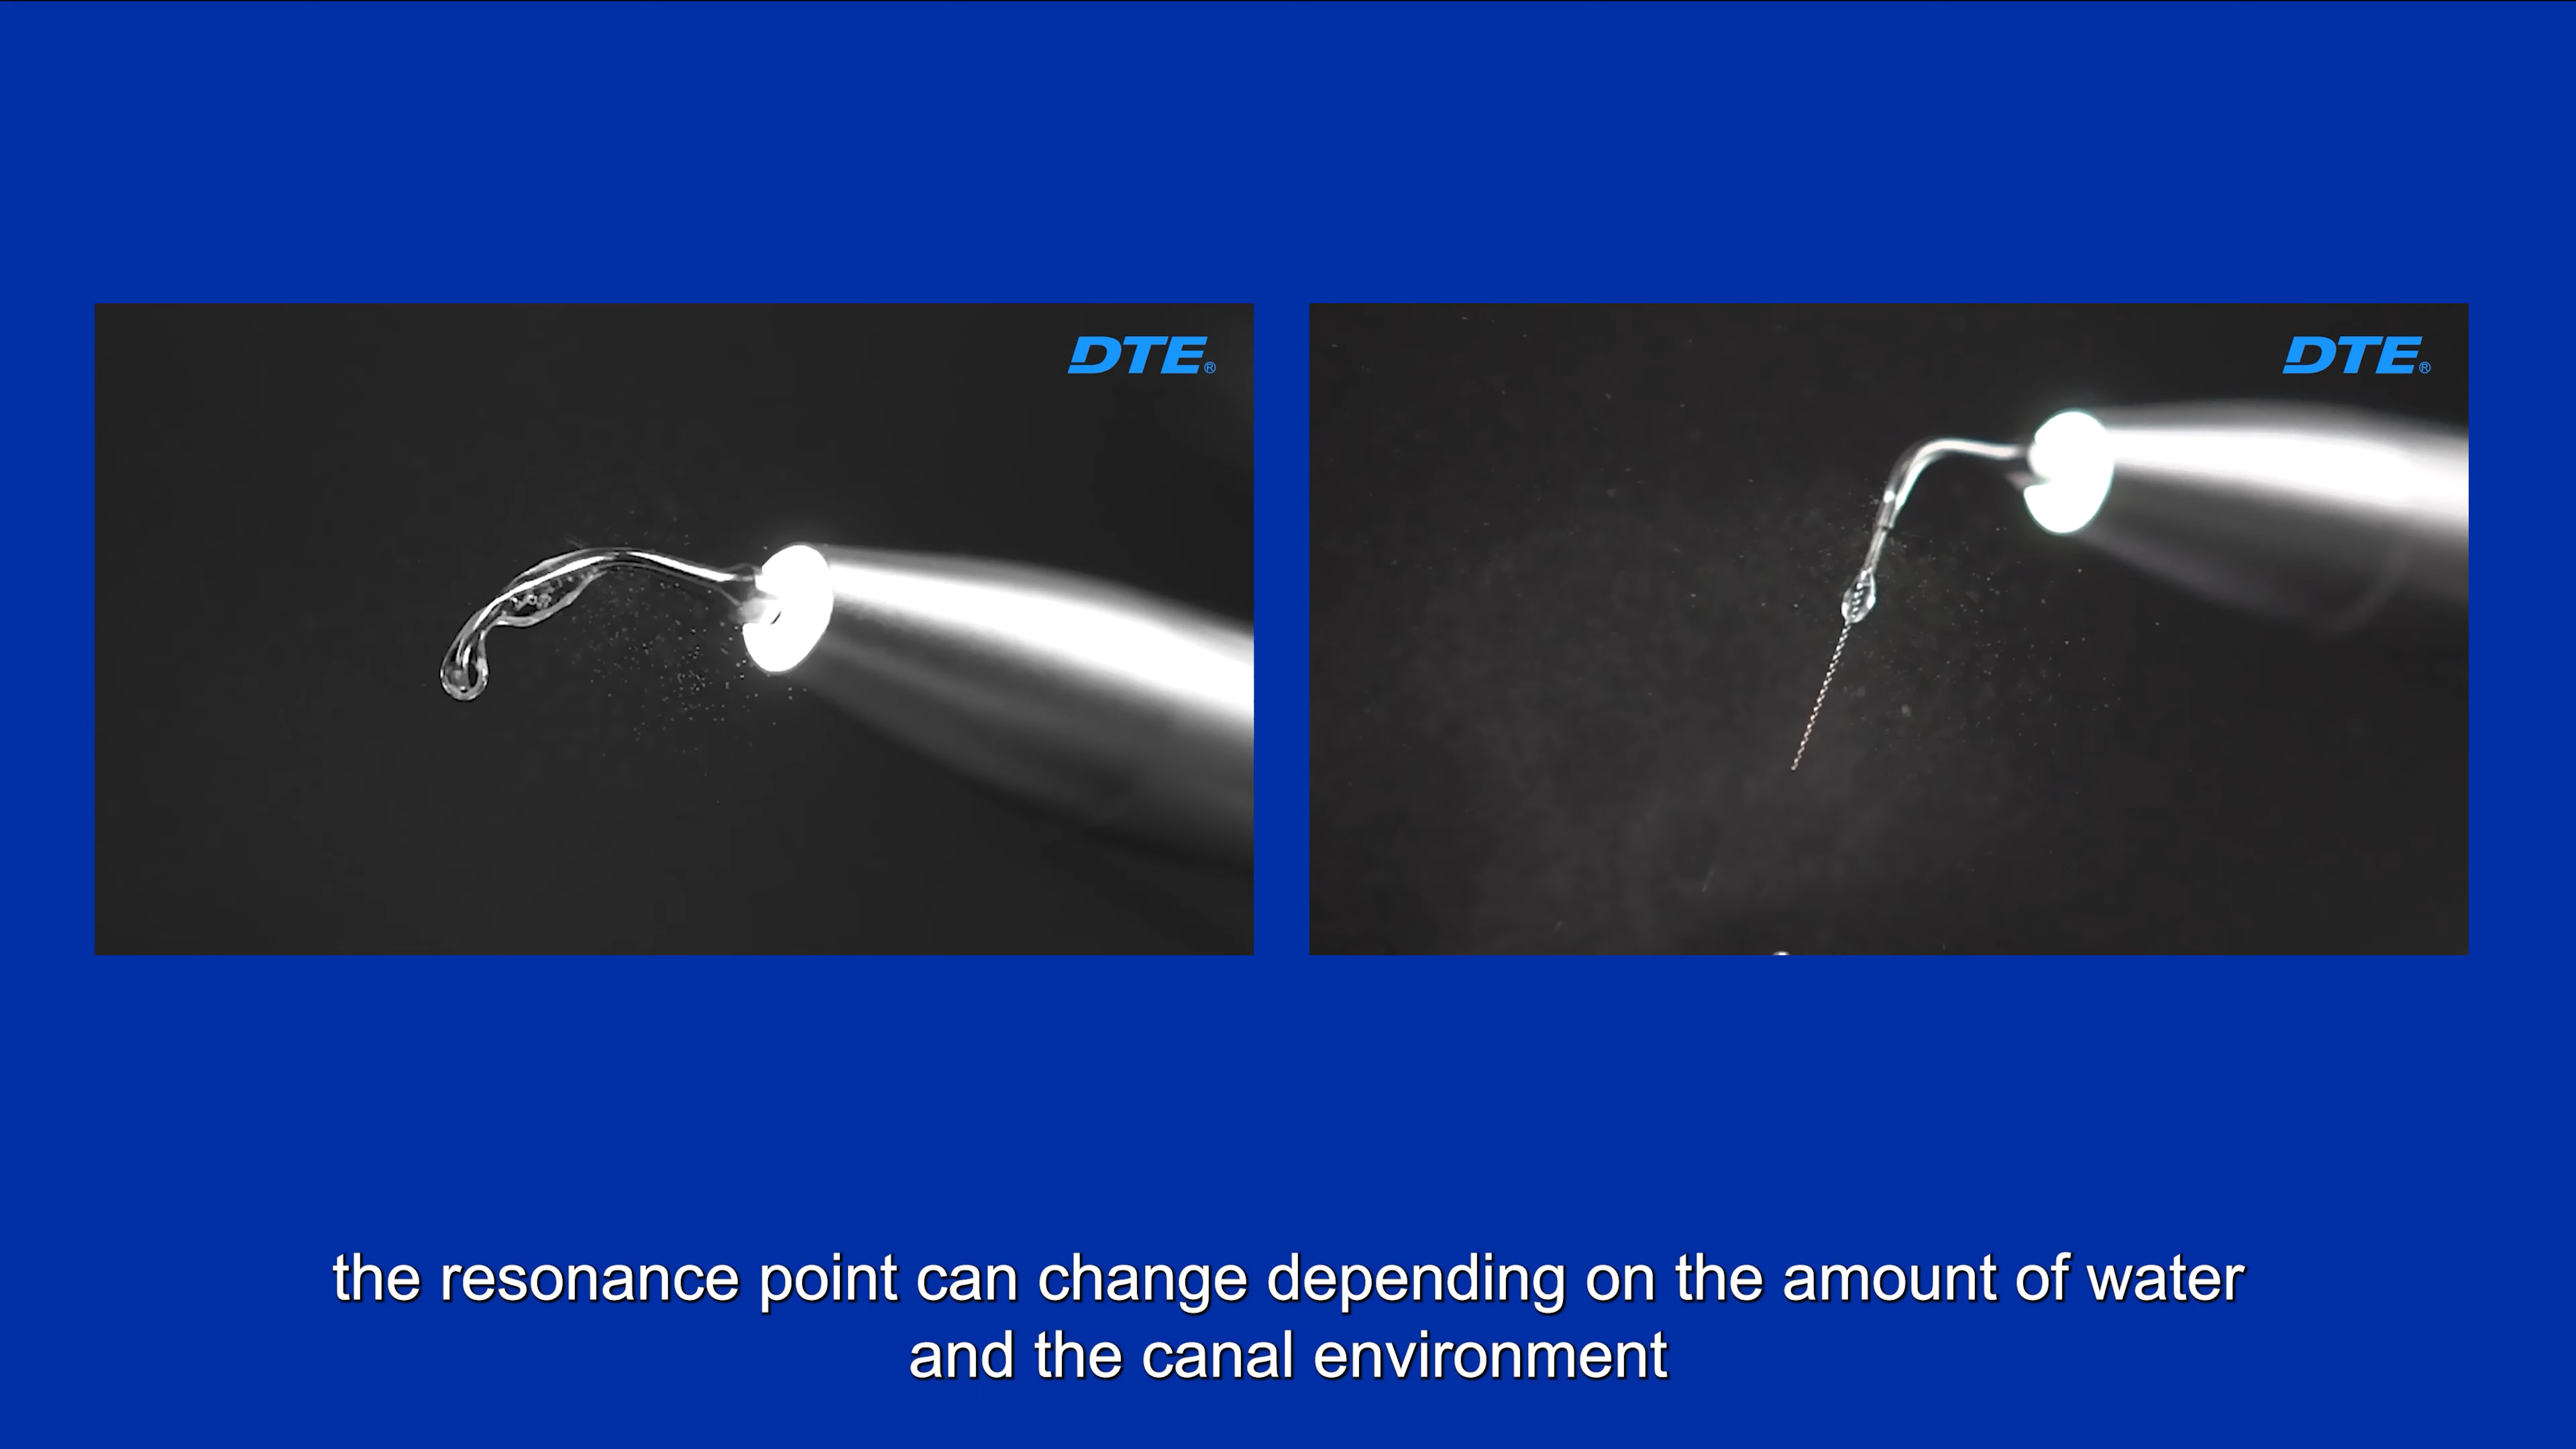 DTE®
DTE®
the resonance point can change depending on the amount of water
and the canal environment